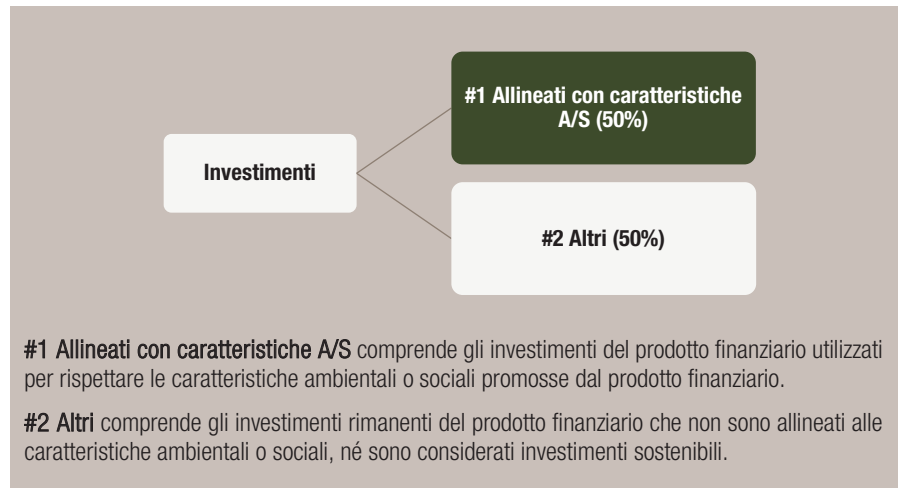 #1 Allineati con caratteristiche
A/S (50%)
Investimenti
#2 Altri (50%)
#1 Allineati con caratteristiche A/S comprende gli investimenti del prodotto finanziario utilizzati
per rispettare le caratteristiche ambientali o sociali promosse dal prodotto finanziario.
#2 Altri comprende gli investimenti rimanenti del prodotto finanziario che non sono allineati alle
caratteristiche ambientali o sociali, né sono considerati investimenti sostenibili.